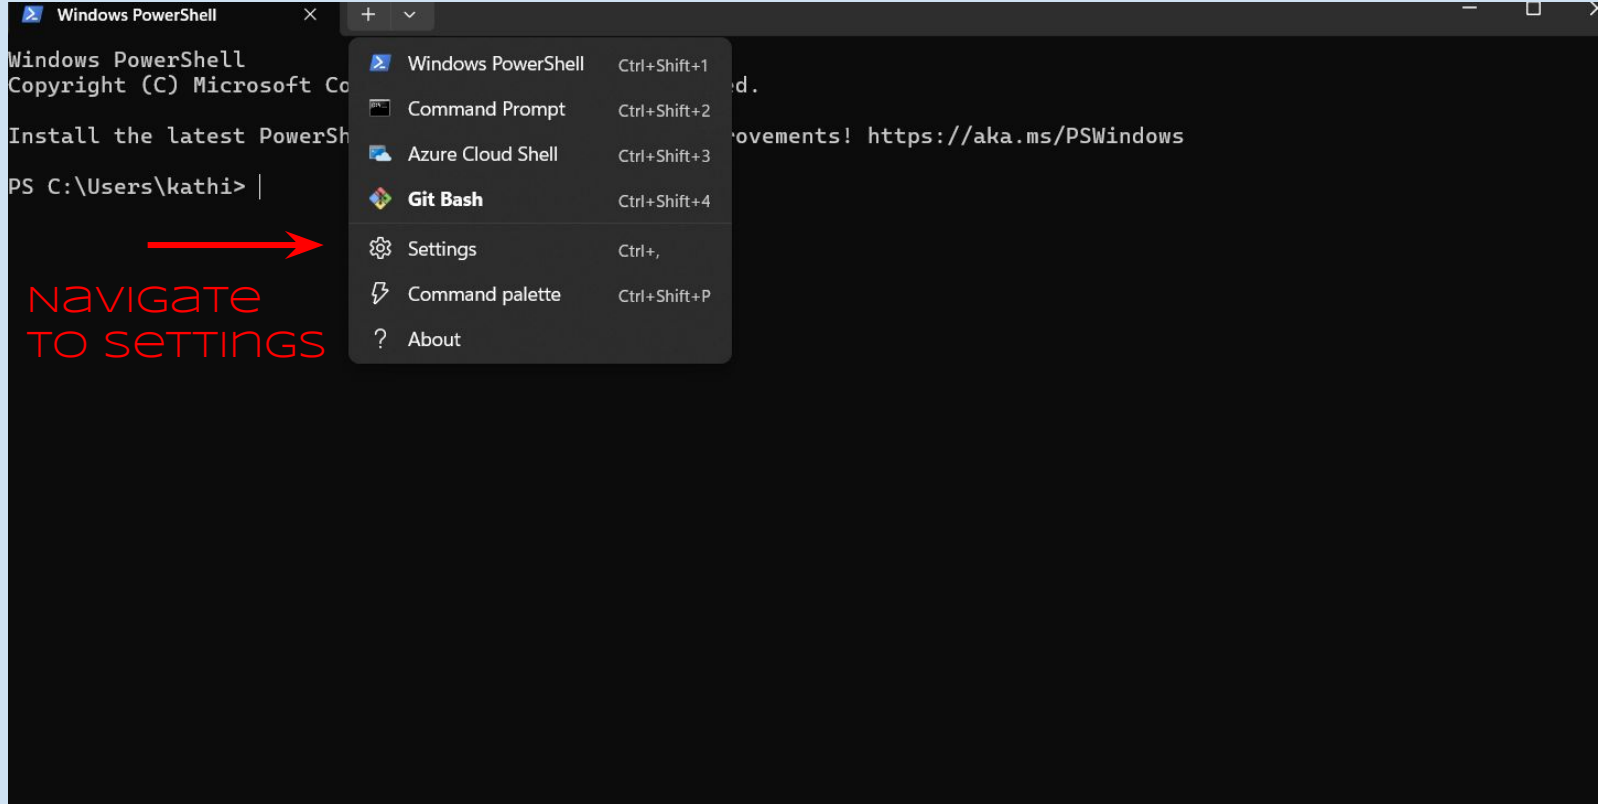 Windows PowerShell
Windows PowerShell
Copyright (C) Microsoft Co
d.
Install the latest PowerSh
ovements! https://aka.ms/PSWindows
PS C:\Users\kathi>
Windows PowerShell Ctrl+Shift+1
Command Prompt Ctrl+Shift+2
Azure Cloud Shell Ctrl+Shift+3
Git Bash Ctrl+Shift+4
Settings Ctrl+,
Command palette Ctrl+Shift+P
About
Navigate
to settings